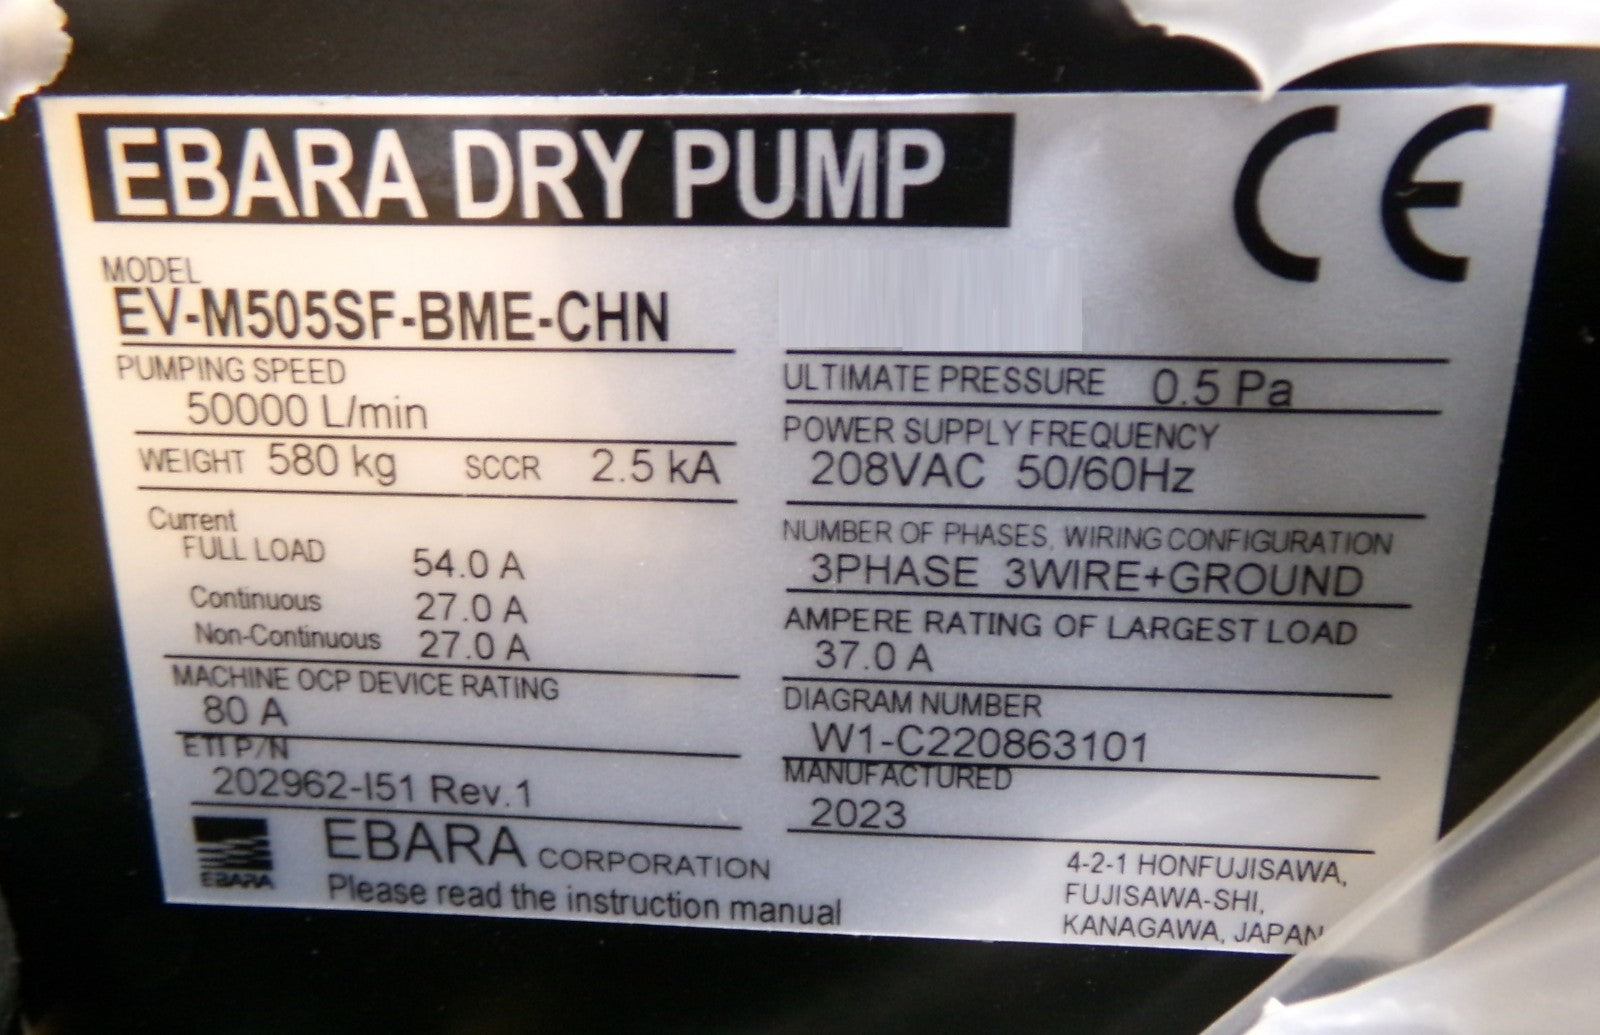 EBARA DRY PUMP
CE
MODEL
EV-M505SF-BME-CHN
PUMPING SPEED
50000 L/min
WEIGHT 580 kg SCCR 2.5 kA
Current
FULL LOAD 54.0 A
Continuous 27.0 A
Non-Continuous 27.0 A
MACHINE OCP DEVICE RATING
80 A
ETI P/N
202962-I51 Rev.1
ULTIMATE PRESSURE 0.5 Pa
POWER SUPPLY FREQUENCY
208VAC 50/60Hz
NUMBER OF PHASES, WIRING CONFIGURATION
3PHASE 3WIRE+GROUND
AMPERE RATING OF LARGEST LOAD
37.0 A
DIAGRAM NUMBER
W1-C220863101
MANUFACTURED
2023
EBARA
EBARA CORPORATION
Please read the instruction manual
4-2-1 HONFUJISAWA,
FUJISAWA-SHI,
KANAGAWA, JAPAN